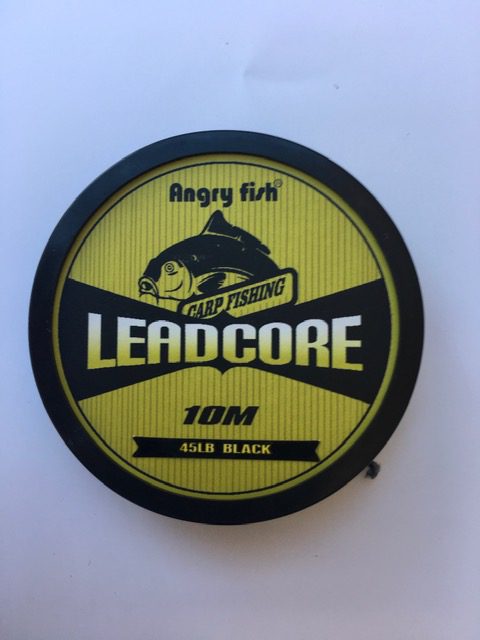 Angry fish®
CARP FISHING
LEADCORE
10M
45LB BLACK